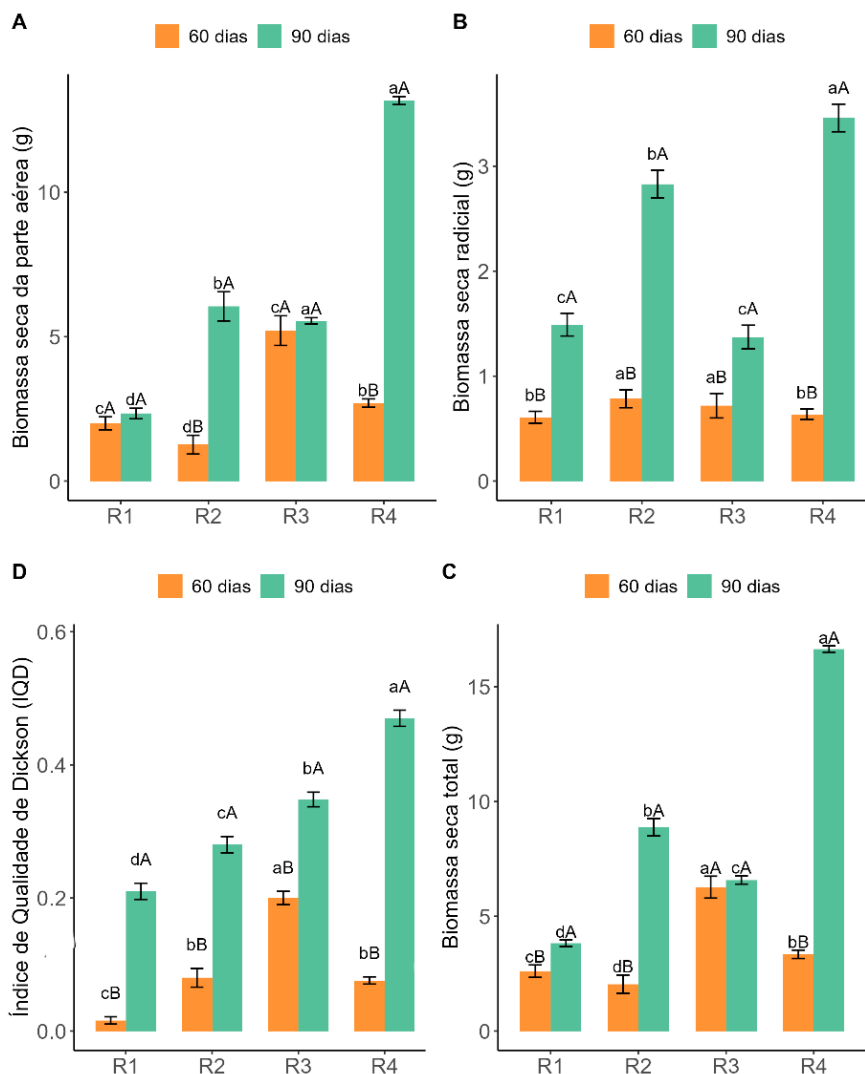 A
60 dias 90 dias
Biomassa seca da parte aérea (g)
10
5
0
aA
bA
cA aA
cA dA
dB
bB
R1 R2 R3 R4
B
60 dias 90 dias
Biomassa seca radicial (g)
3
2
1
0
aA
bA
cA
cA
bB
aB
aB
bB
R1 R2 R3 R4
D
60 dias 90 dias
Índice de Qualidade de Dickson (IQD)
0.6
0.4
0.2
0.0
aA
bA
cA
dA
aB
bB
bB
cB
R1 R2 R3 R4
C
60 dias 90 dias
Biomassa seca total (g)
15
10
5
0
aA
bA
aA cA
dA
cB
dB
bB
R1 R2 R3 R4